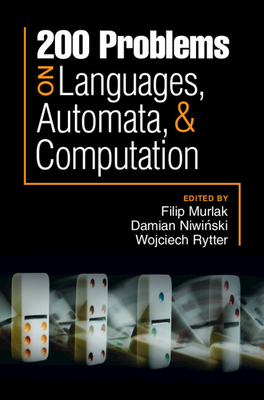 200 Problems
ON Languages,
Automata, &
Computation
EDITED BY
Filip Murlak
Damian Niwiński
Wojciech Rytter